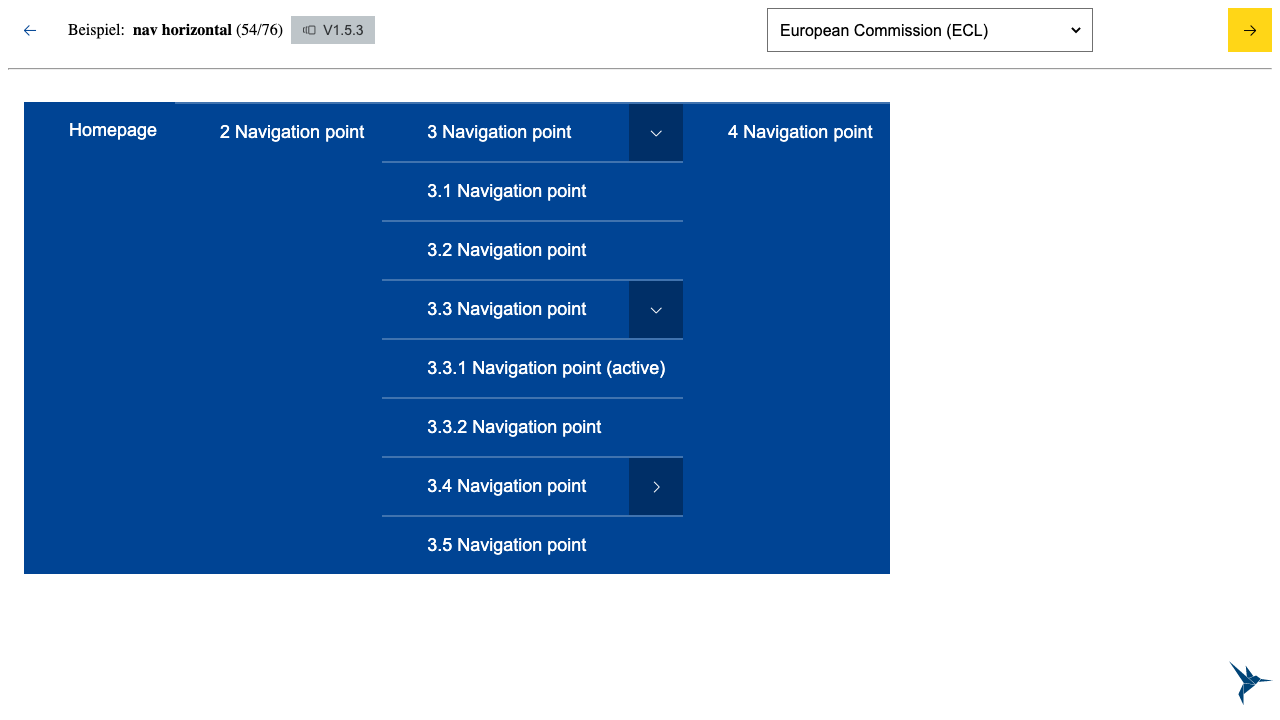 Beispiel: nav horizontal (54/76) V1.5.3 European Commission (ECL)
Homepage 2 Navigation point 3 Navigation point 4 Navigation point
3.1 Navigation point
3.2 Navigation point
3.3 Navigation point
3.3.1 Navigation point (active)
3.3.2 Navigation point
3.4 Navigation point
3.5 Navigation point